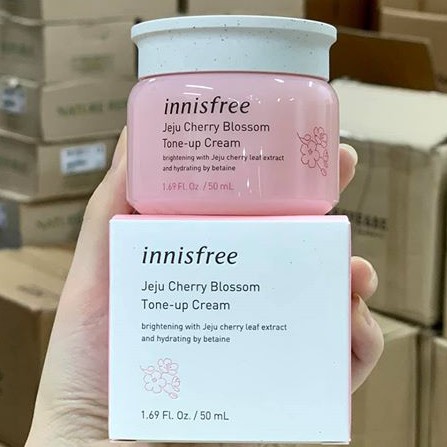 innisfree
Jeju Cherry Blossom
Tone-up Cream
brightening with Jeju cherry leaf extract
and hydrating by betaine
1.69 Fl. Oz. / 50 mL
innisfree
Jeju Cherry Blossom
Tone-up Cream
brightening with Jeju cherry leaf extract
and hydrating by betaine
1.69 Fl. Oz. / 50 mL